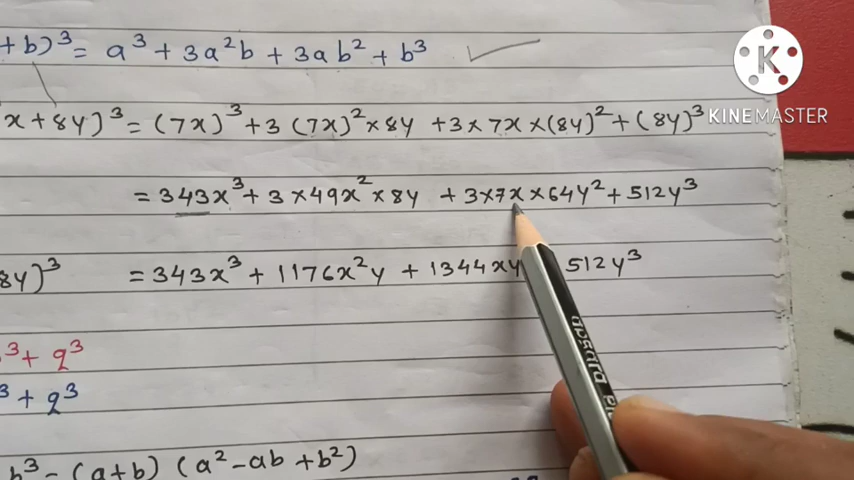 + b)³ = a³ + 3a²b + 3ab² + b³
x + 8y)³ = (7x)³ + 3 (7x)² × 8y + 3 × 7x × (8y)² + (8y)³
= 343x³ + 3 × 49x² × 8y + 3 × 7x × 64y² + 512y³
8y)³ = 343x³ + 1176x²y + 1344xy 512y³
³ + q³
³ + q³
b³ - (a+b) (a² - ab + b²)
K
KINEMASTER
apsara